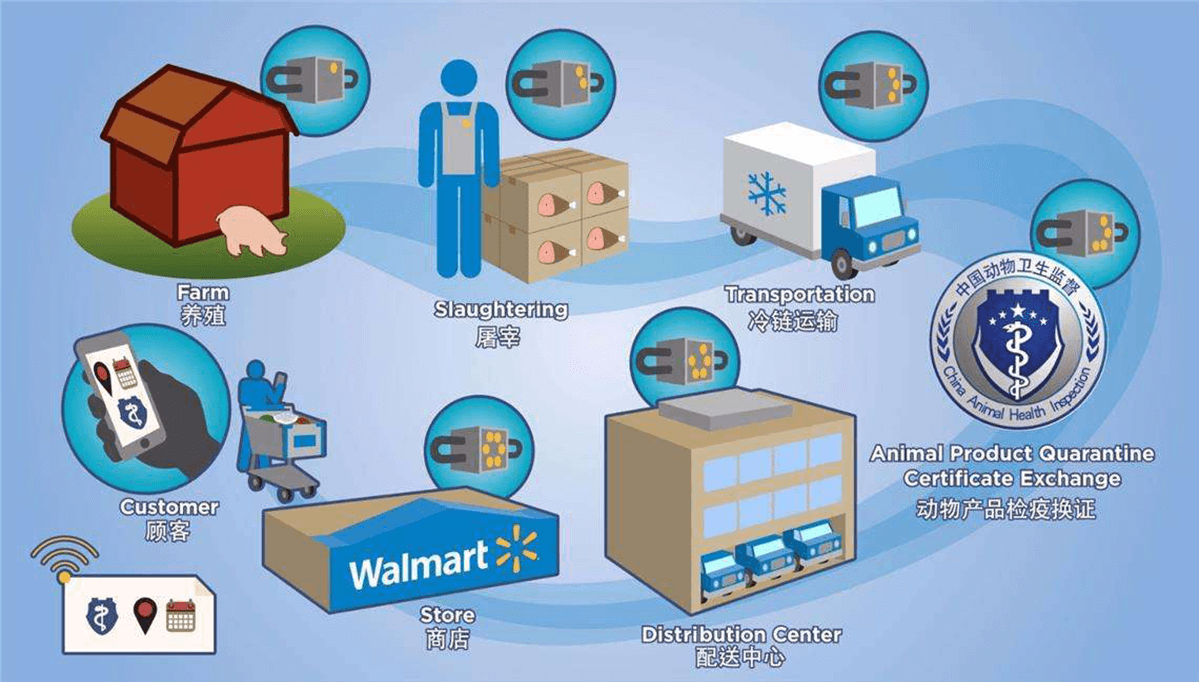 Farm
养殖
Slaughtering
屠宰
Transportation
冷链运输
中国动物卫生监督
China Animal Health Inspection
Animal Product Quarantine
Certificate Exchange
动物产品检疫换证
Distribution Center
配送中心
Walmart
Store
商店
Customer
顾客